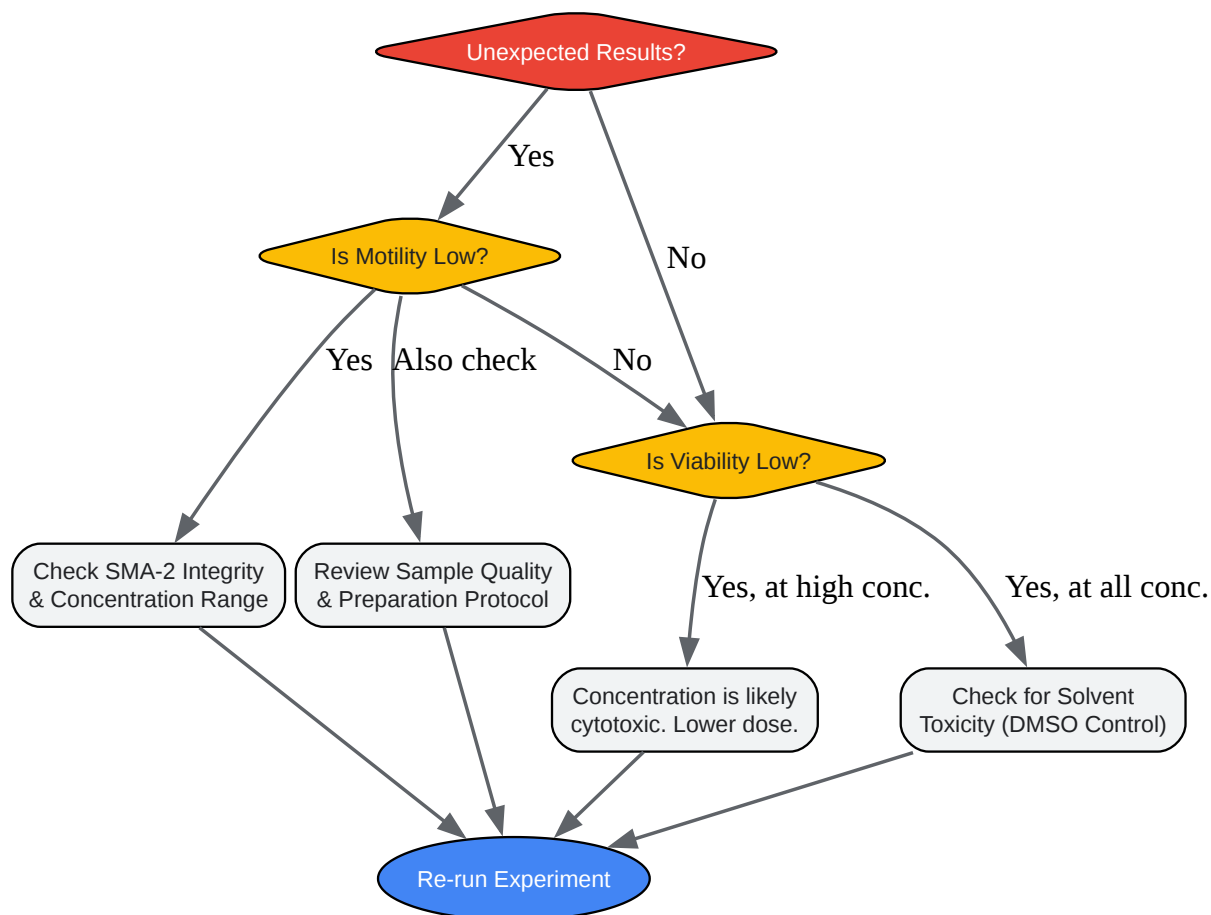 Unexpected Results?
Yes
Is Motility Low?
No
Yes
Also check
No
Is Viability Low?
Check SMA-2 Integrity
& Concentration Range
Review Sample Quality
& Preparation Protocol
Yes, at high conc.
Yes, at all conc.
Concentration is likely
cytotoxic. Lower dose.
Check for Solvent
Toxicity (DMSO Control)
Re-run Experiment